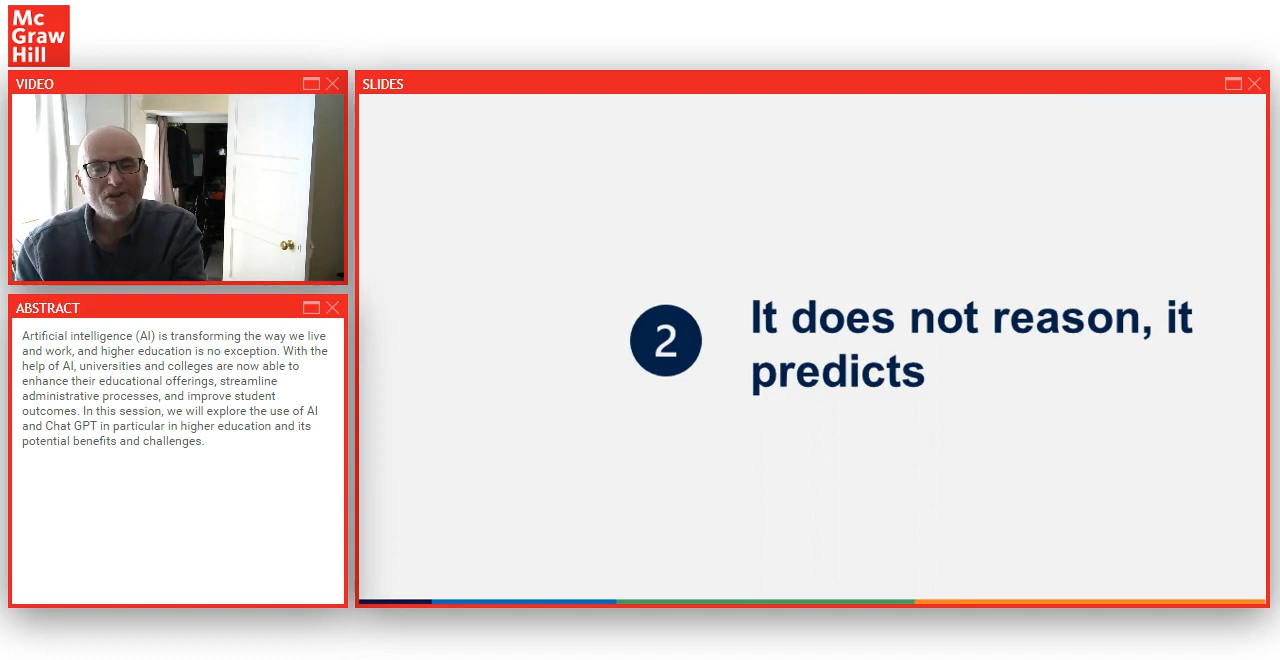 Mc
Graw
Hill
VIDEO
SLIDES
ABSTRACT
Artificial intelligence (AI) is transforming the way we live
and work, and higher education is no exception. With the
help of AI, universities and colleges are now able to
enhance their educational offerings, streamline
administrative processes, and improve student
outcomes. In this session, we will explore the use of AI
and Chat GPT in particular in higher education and its
potential benefits and challenges.
2
It does not reason, it
predicts